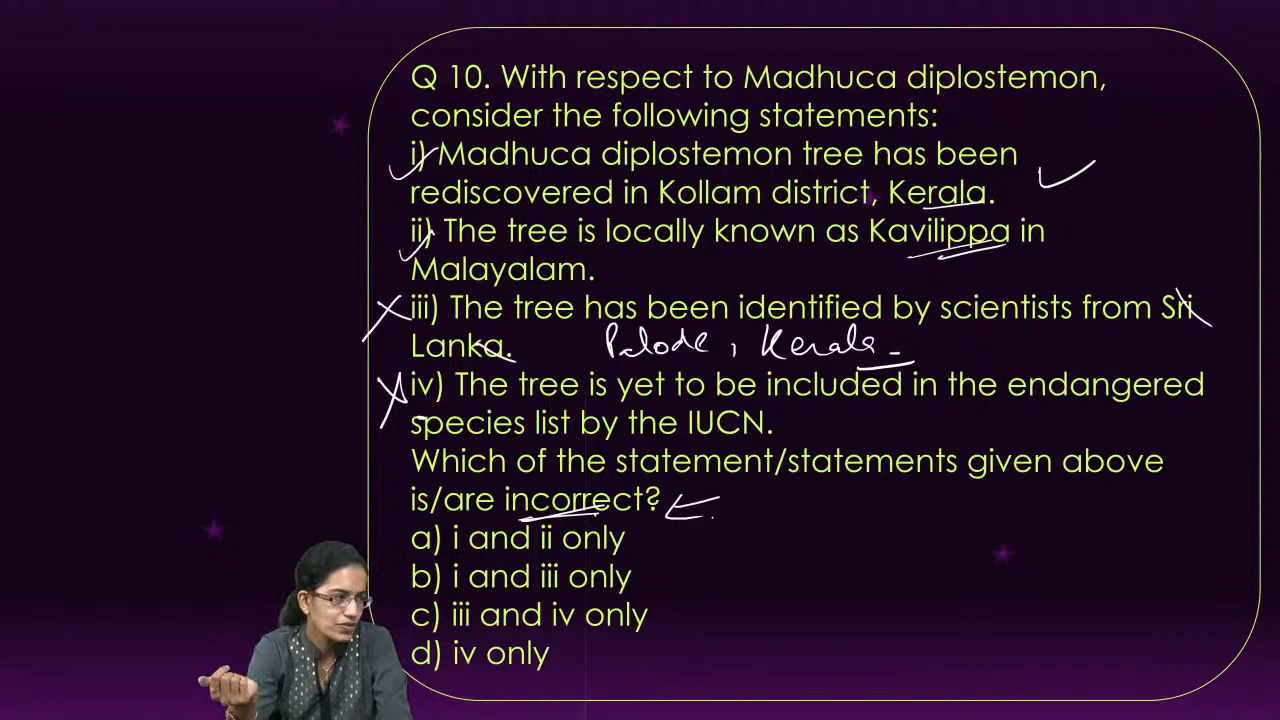 Q 10. With respect to Madhuca diplostemon,
consider the following statements:
i) Madhuca diplostemon tree has been
rediscovered in Kollam district, Kerala.
ii) The tree is locally known as Kavilippa in
Malayalam.
iii) The tree has been identified by scientists from Sri
Lanka. Palode, Kerala
iv) The tree is yet to be included in the endangered
species list by the IUCN.
Which of the statement/statements given above
is/are incorrect?
a) i and ii only
b) i and iii only
c) iii and iv only
d) iv only